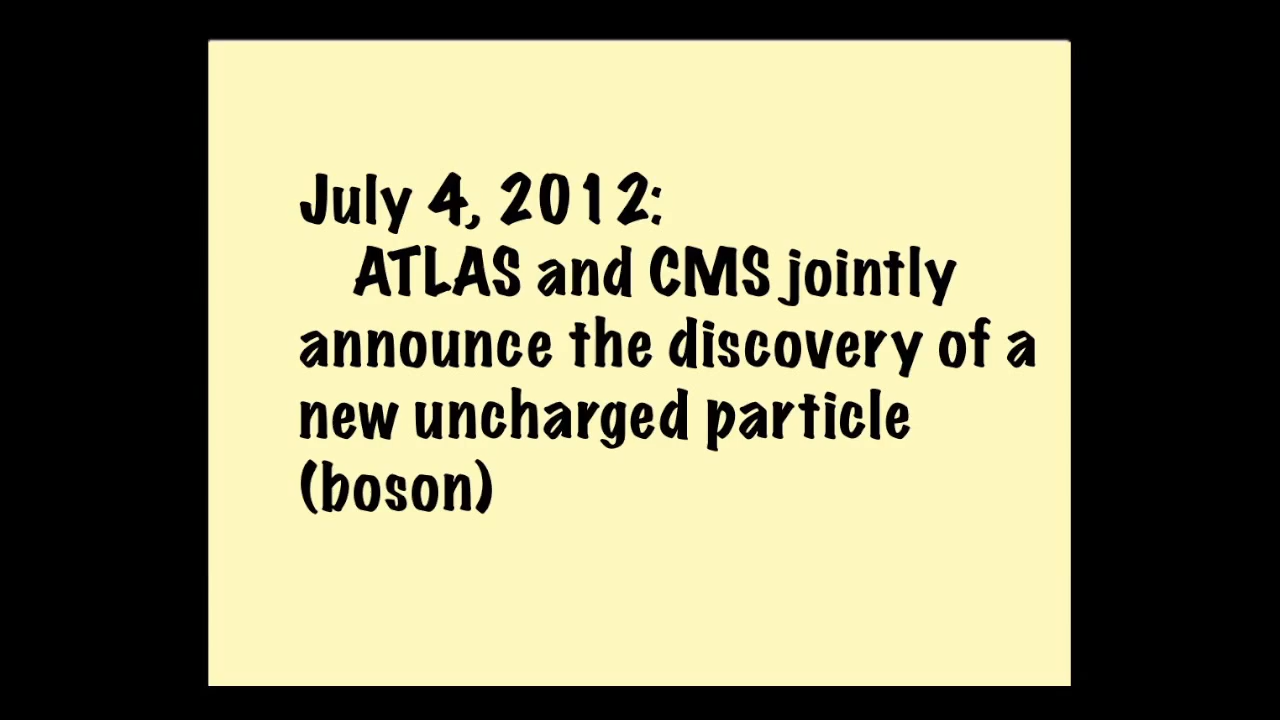 July 4, 2012:
ATLAS and CMS jointly
announce the discovery of a
new uncharged particle
(boson)